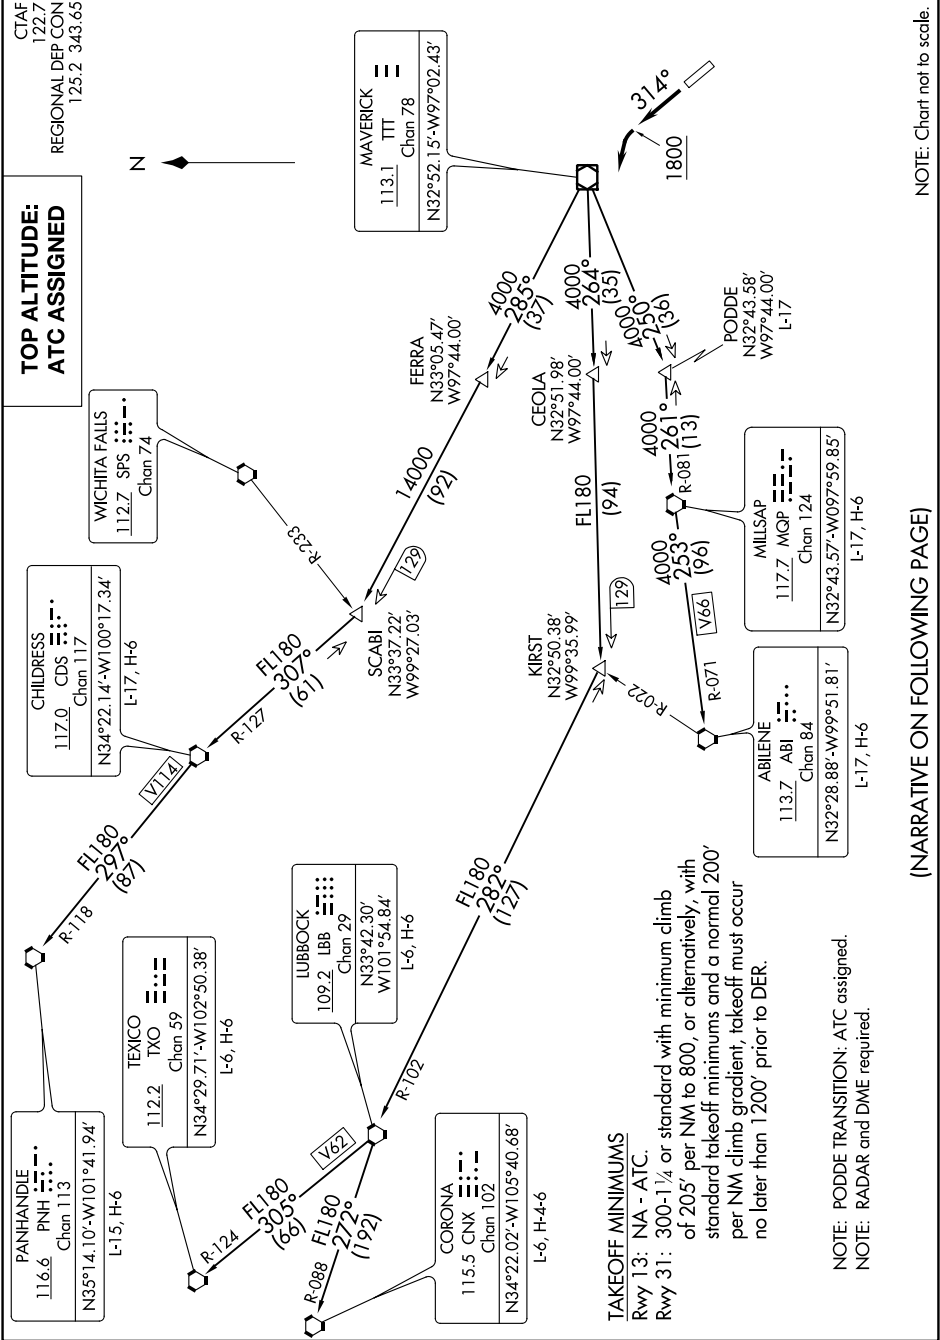 CTAF
122.7
REGIONAL DEP CON
125.2 343.65
TOP ALTITUDE:
ATC ASSIGNED
N
PANHANDLE
116.6 PNH
Chan 113
N35°14.10′-W101°41.94′
L-15, H-6
CHILDRESS
117.0 CDS
Chan 117
N34°22.14′-W100°17.34′
L-17, H-6
WICHITA FALLS
112.7 SPS
Chan 74
MAVERICK
113.1 TTT
Chan 78
N32°52.15′-W97°02.43′
TEXICO
112.2 TXO
Chan 59
N34°29.71′-W102°50.38′
L-6, H-6
LUBBOCK
109.2 LBB
Chan 29
N33°42.30′
W101°54.84′
L-6, H-6
CORONA
115.5 CNX
Chan 102
N34°22.02′-W105°40.68′
L-6, H-4-6
R-118
FL180
297°
(87)
V114
R-127
FL180
307°
(61)
R-233
SCABI
N33°37.22′
W99°27.03′
129
14000
(92)
FERRA
N33°05.47′
W97°44.00′
4000
285°
(37)
R-124
FL180
305°
(66)
V62
R-088
FL180
272°
(192)
R-102
FL180
282°
(127)
KIRST
N32°50.38′
W99°35.99′
129
R-022
FL180
(94)
CEOLA
N32°51.98′
W97°44.00′
4000
264°
(35)
4000
250°
(36)
PODDE
N32°43.58′
W97°44.00′
L-17
4000
261°
(13)
R-081
4000
253°
(96)
V66
R-071
314°
1800
ABILENE
113.7 ABI
Chan 84
N32°28.88′-W99°51.81′
L-17, H-6
MILLSAP
117.7 MQP
Chan 124
N32°43.57′-W097°59.85′
L-17, H-6
TAKEOFF MINIMUMS
Rwy 13: NA - ATC.
Rwy 31: 300-1¼ or standard with minimum climb
of 205′ per NM to 800, or alternatively, with
standard takeoff minimums and a normal 200′
per NM climb gradient, takeoff must occur
no later than 1200′ prior to DER.
NOTE: PODDE TRANSITION: ATC assigned.
NOTE: RADAR and DME required.
NOTE: Chart not to scale.
(NARRATIVE ON FOLLOWING PAGE)